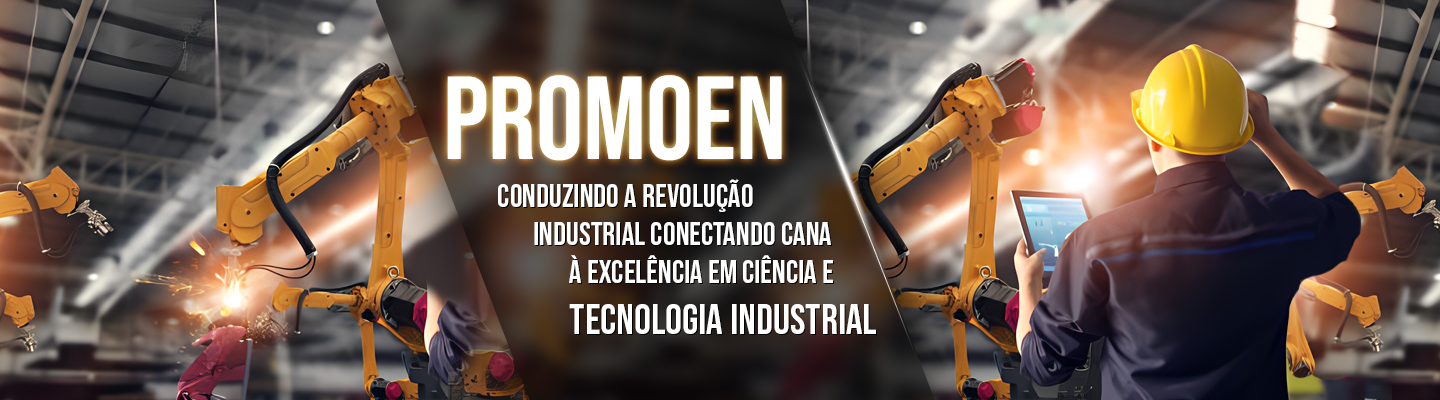 PROMOEN
CONDUZINDO A REVOLUÇÃO
INDUSTRIAL CONECTANDO CANA
À EXCELÊNCIA EM CIÊNCIA E
TECNOLOGIA INDUSTRIAL